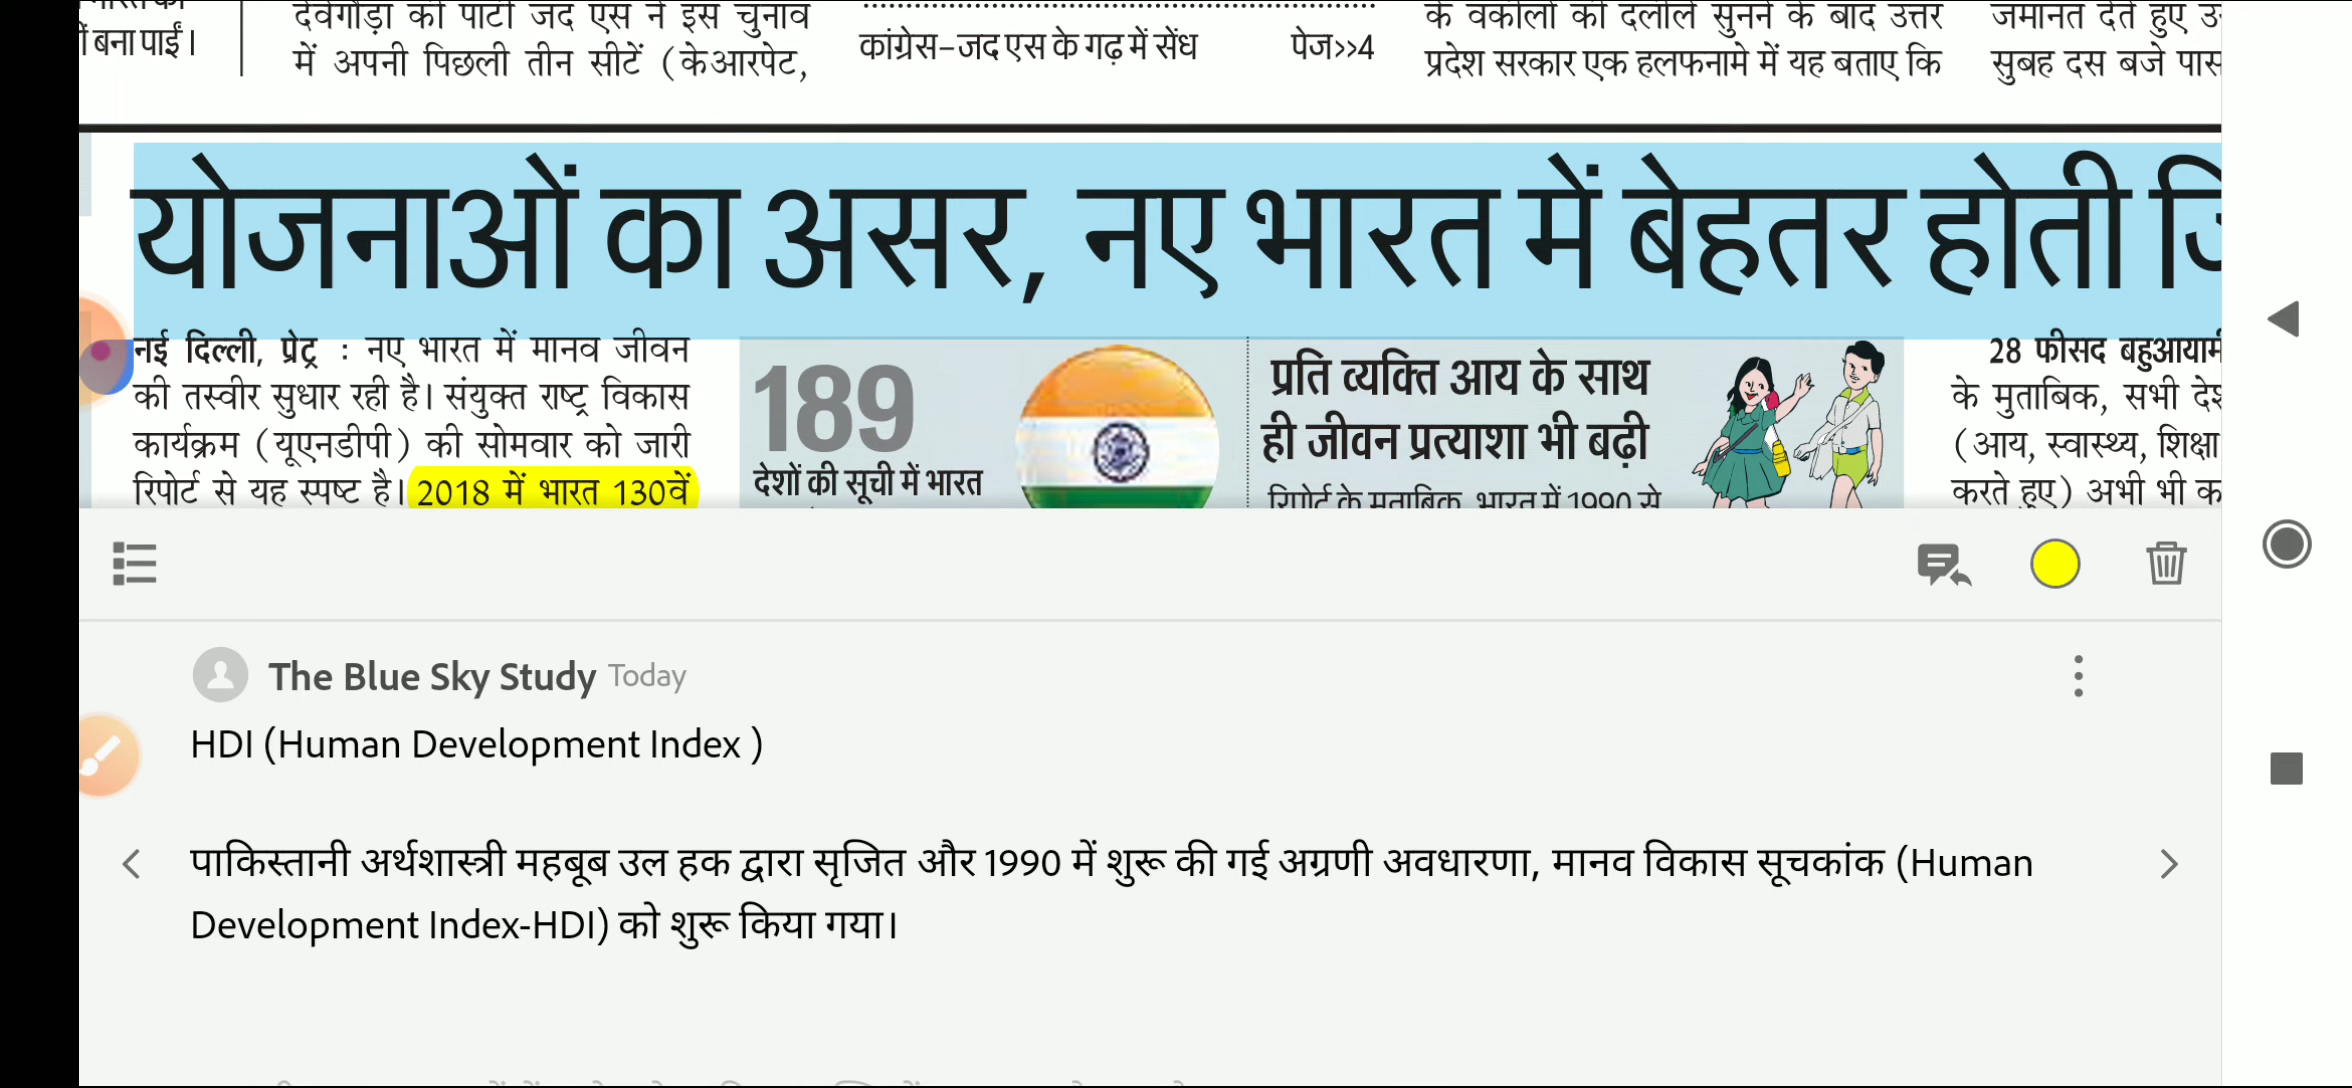 में बना पाईं।
देवेगौड़ा की पार्टी जद एस ने इस चुनाव
में अपनी पिछली तीन सीटें (केआरपेट,
कांग्रेस-जद एस के गढ़ में सेंध पेज>>4
के वकीलों की दलीलें सुनने के बाद उत्तर
प्रदेश सरकार एक हलफनामे में यह बताए कि
जमानत देते हुए
सुबह दस बजे पास
योजनाओं का असर, नए भारत में बेहतर होती
नई दिल्ली, प्रेट्र : नए भारत में मानव जीवन
की तस्वीर सुधार रही है। संयुक्त राष्ट्र विकास
कार्यक्रम (यूएनडीपी) की सोमवार को जारी
रिपोर्ट से यह स्पष्ट है। 2018 में भारत 130वें
189
देशों की सूची में भारत
प्रति व्यक्ति आय के साथ
ही जीवन प्रत्याशा भी बढ़ी
रिपोर्ट के मुताबिक, भारत में 1990 से
28 फीसद बहुआयामी
के मुताबिक, सभी
(आय, स्वास्थ्य, शिक्षा
करते हुए) अभी भी
The Blue Sky Study Today
HDI (Human Development Index )
पाकिस्तानी अर्थशास्त्री महबूब उल हक द्वारा सृजित और 1990 में शुरू की गई अग्रणी अवधारणा, मानव विकास सूचकांक (Human
Development Index-HDI) को शुरू किया गया।